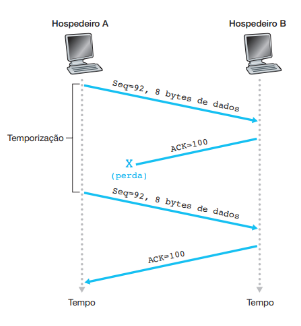 Hospedeiro A
Hospedeiro B
Seq=92, 8 bytes de dados
Temporização
ACK=100
X
(perda)
Seq=92, 8 bytes de dados
ACK=100
Tempo
Tempo